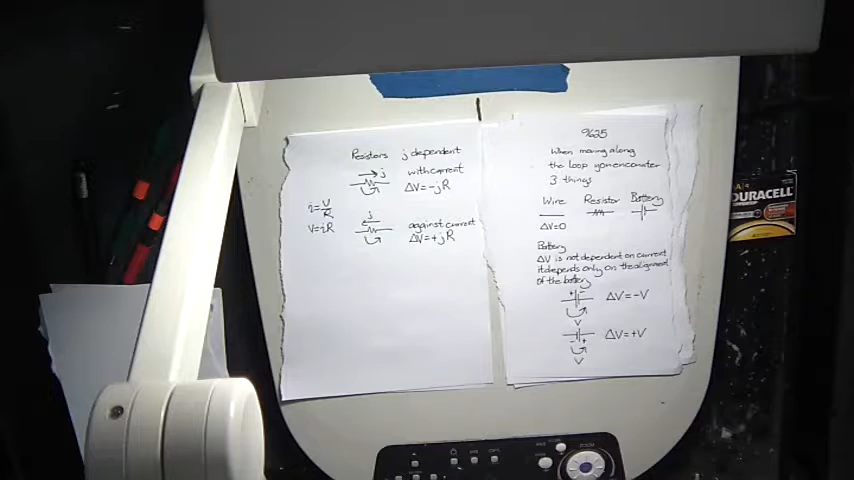 Resistors j dependent
→ j with current
ΔV=-jR
i=V/R
V=iR
j
against current
ΔV=+jR
9/625
When moving along
the loop you encounter
3 things
Wire Resistor Battery
ΔV=0
Battery
ΔV is not dependent on current
it depends only on the alignment
of the battery
+ - ΔV=-V
V
- + ΔV=+V
V
DURACELL